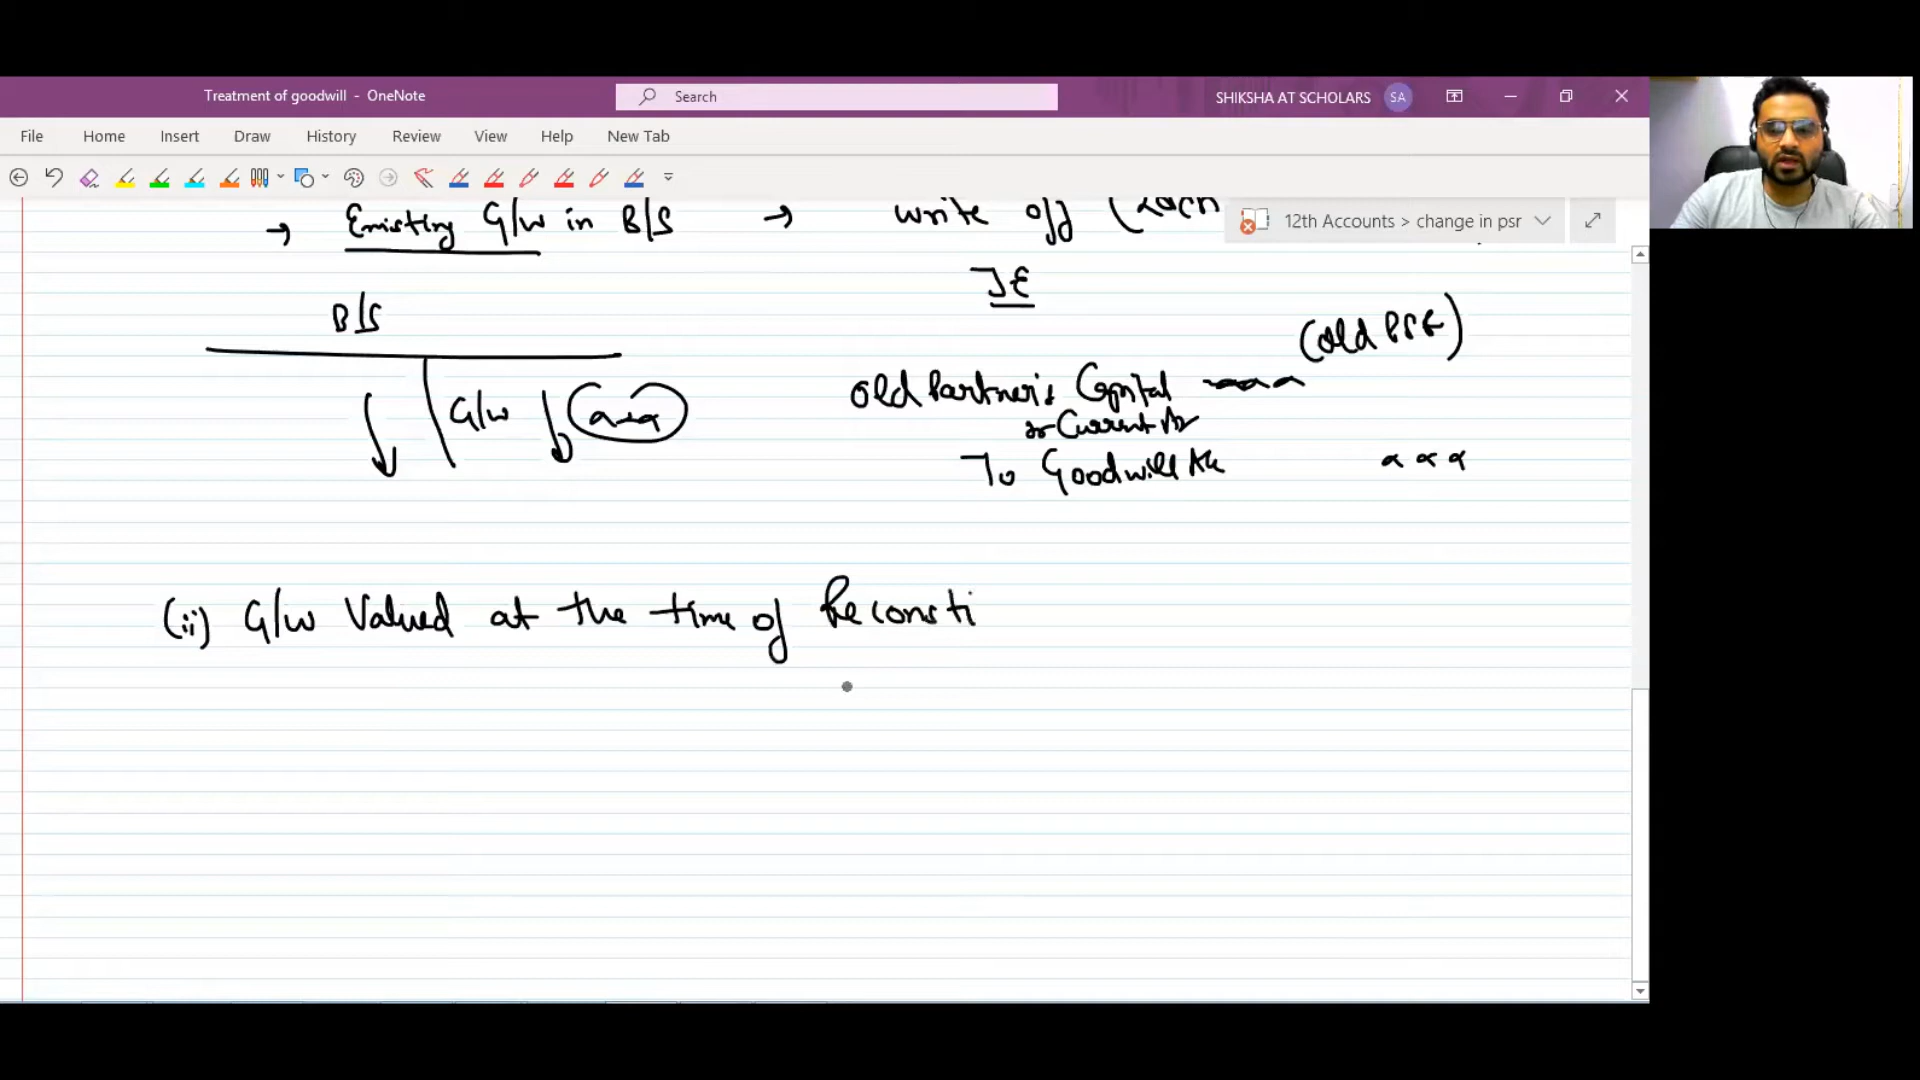 Treatment of goodwill - OneNote
Search
SHIKSHA AT SCHOLARS SA
File Home Insert Draw History Review View Help New Tab
12th Accounts > change in psr
→ Existing G/w in B/S → write off
JE
B/S
(old PSR)
G/w xxx
Old Partner's Capital xxx
or Current A/c
To Goodwill A/c xxx
(ii) G/w Valued at the time of Reconsti